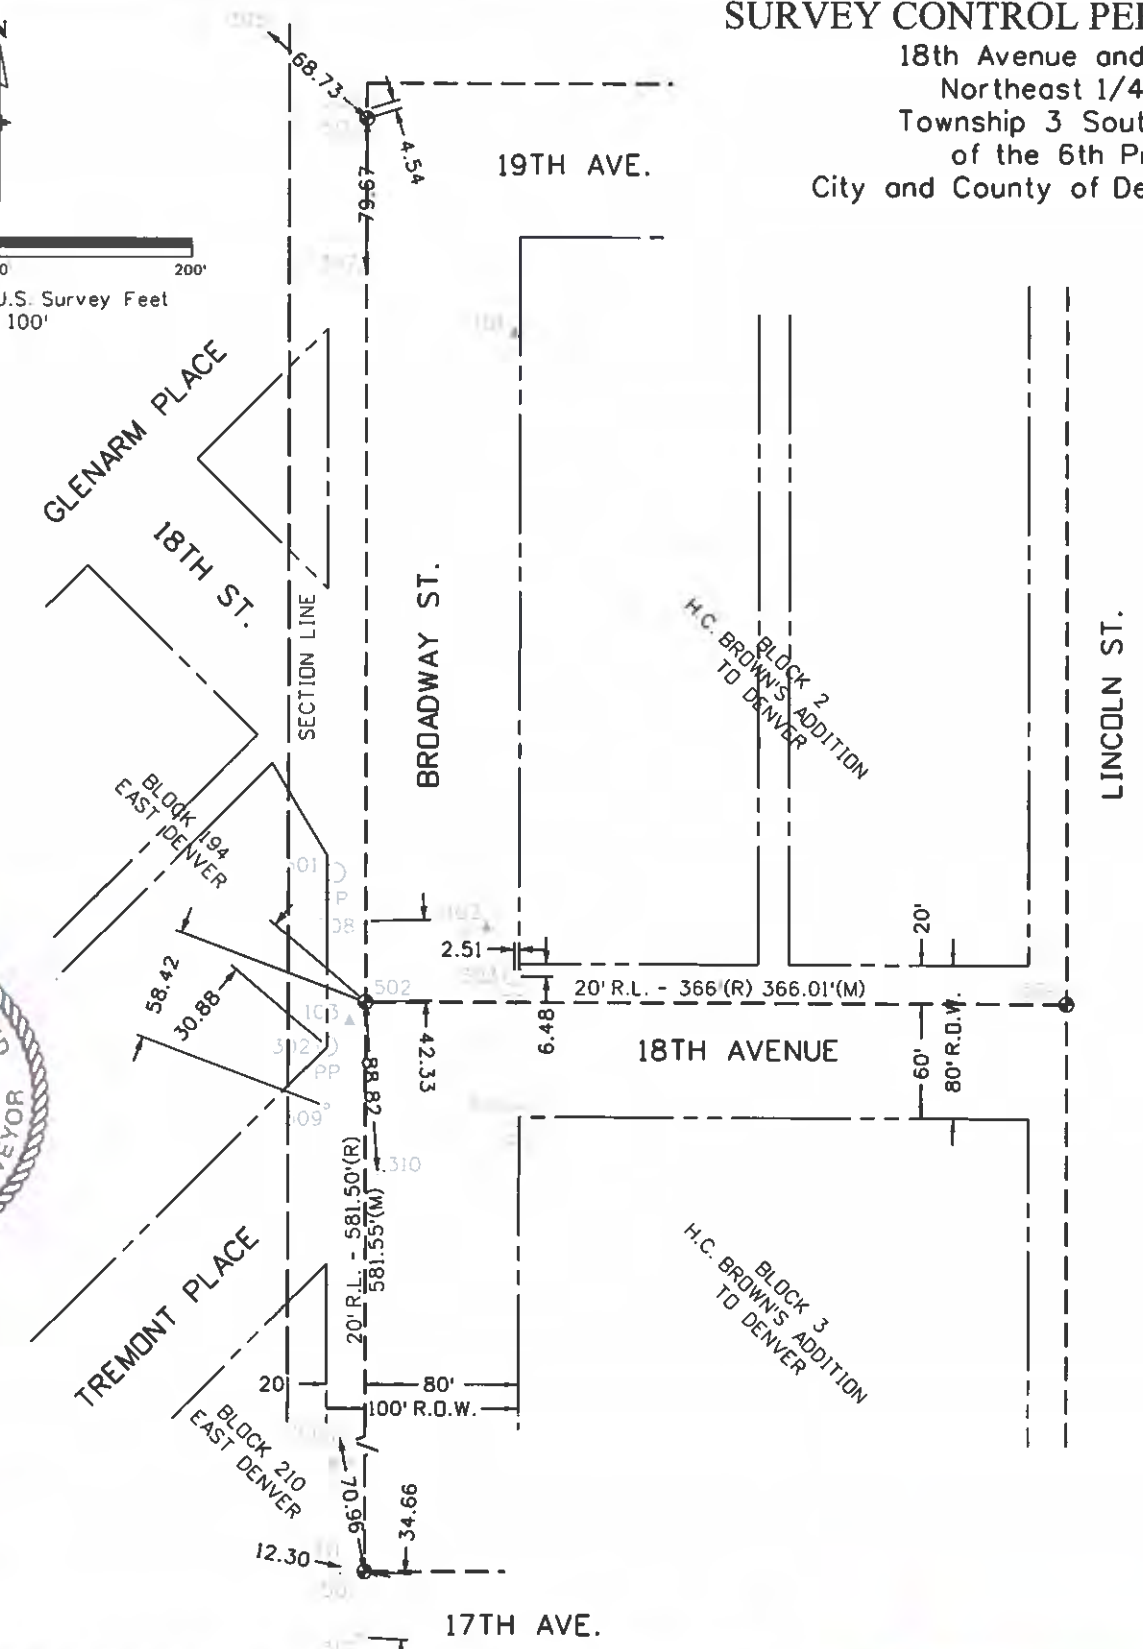 SURVEY CONTROL
18th Avenue and
Northeast 1/4
Township 3
of the 6th
City and County of
N
200'
U.S. Survey Feet
100'
68.73
4.54
79.67
19TH AVE.
GLENARM PLACE
18TH ST.
SECTION LINE
BROADWAY ST.
LINCOLN ST.
BLOCK 2
H.C. BROWN'S ADDITION
TO DENVER
BLOCK 194
EAST DENVER
501
P
502
103
PP
310
58.42
30.88
88.82
42.33
2.51
6.48
20' R.L. - 366'(R) 366.01'(M)
20'
60'
80' R.O.W.
18TH AVENUE
20' R.L. - 581.50'(R)
581.55'(M)
TREMONT PLACE
BLOCK 3
H.C. BROWN'S ADDITION
TO DENVER
20
80'
100' R.O.W.
BLOCK 210
EAST DENVER
70.96
34.66
12.30
17TH AVE.